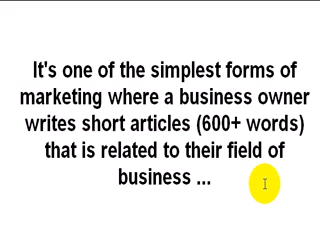 It's one of the simplest forms of
marketing where a business owner
writes short articles (600+ words)
that is related to their field of
business ...